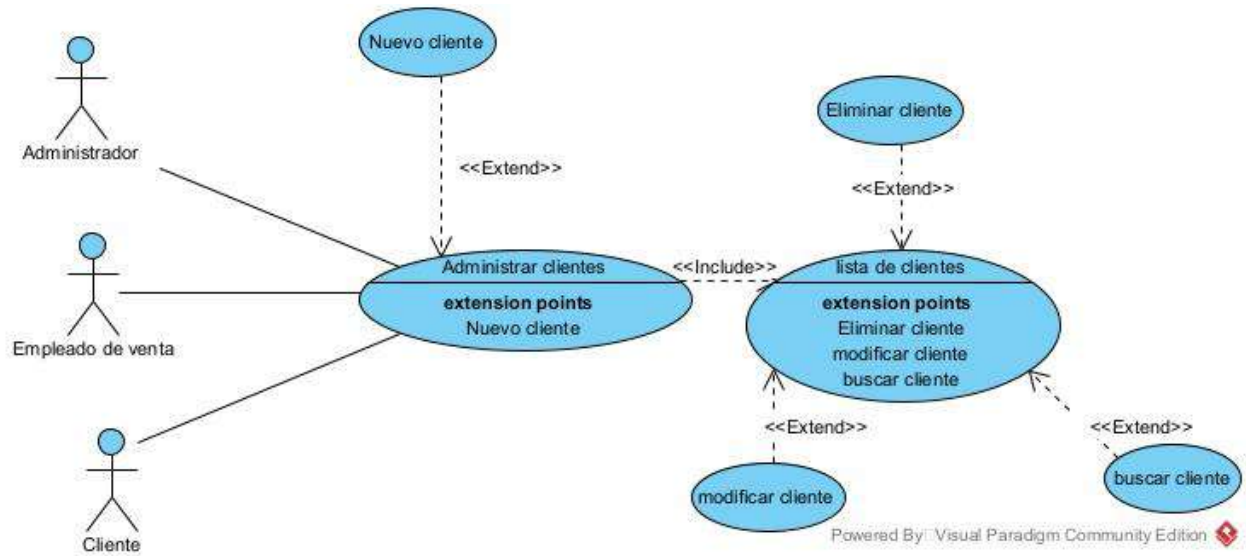 Nuevo cliente
Eliminar cliente
Administrador
<<Extend>>
<<Extend>>
Administrar clientes
<<Include>>
lista de clientes
extension points
Nuevo cliente
extension points
Eliminar cliente
modificar cliente
buscar cliente
Empleado de venta
<<Extend>>
<<Extend>>
modificar cliente
buscar cliente
Cliente
Powered By Visual Paradigm Community Edition